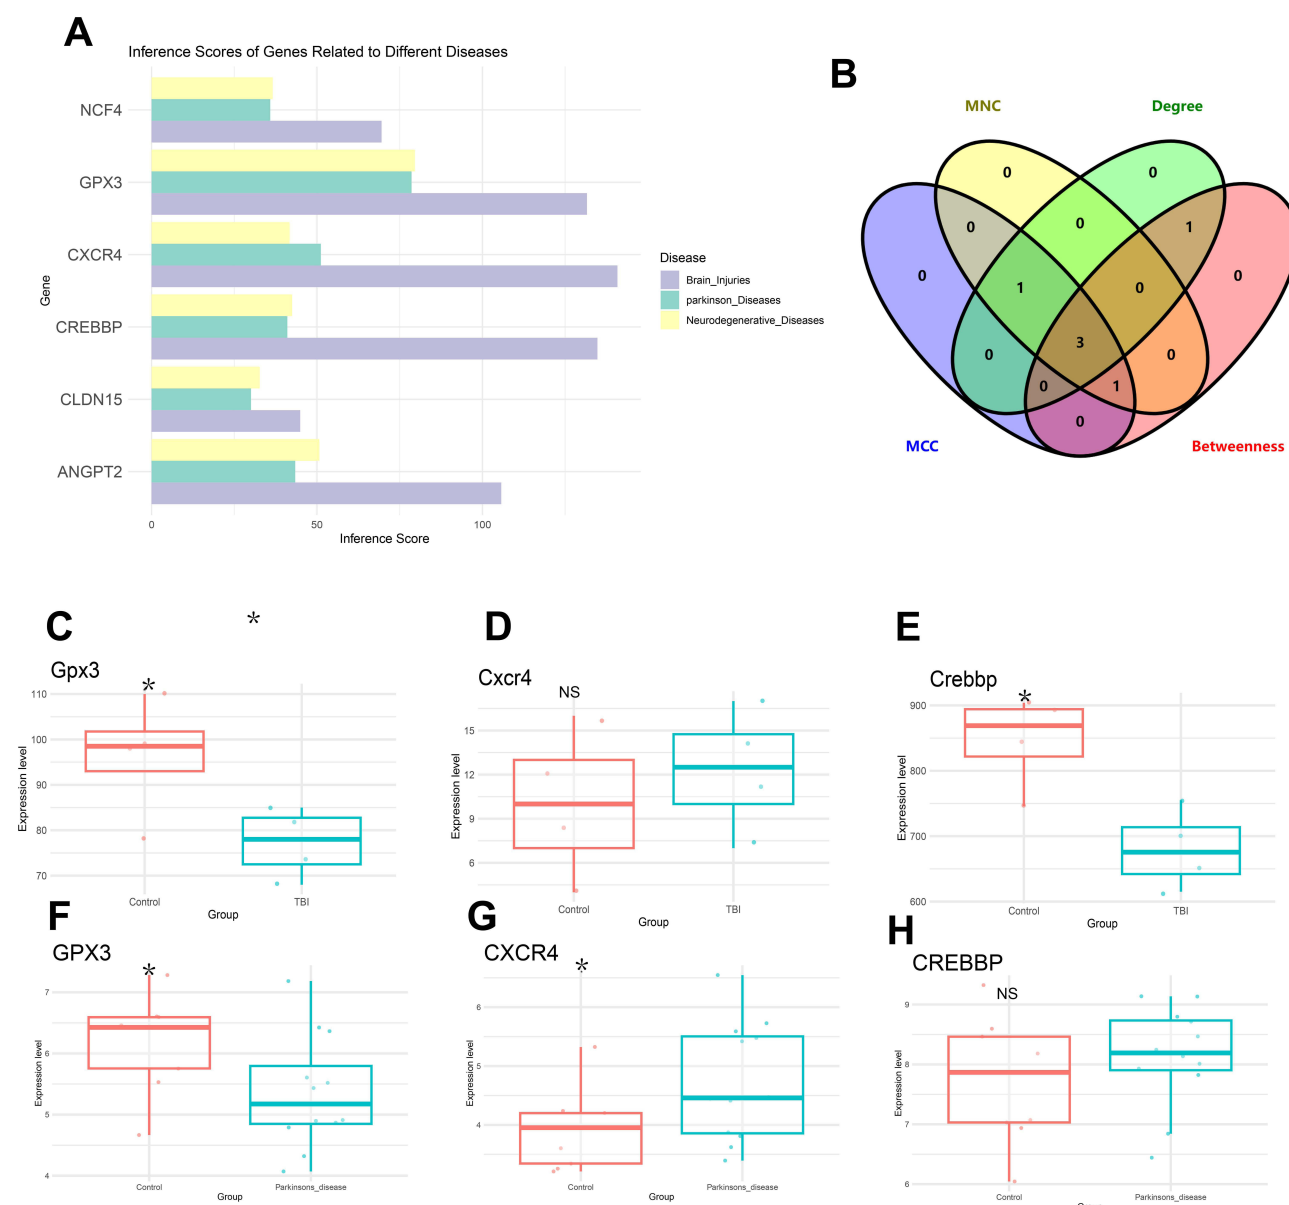 A
Inference Scores of Genes Related to Different Diseases
NCF4
GPX3
CXCR4
CREBBP
CLDN15
ANGPT2
Gene
0 50 100
Inference Score
Disease
Brain_Injuries
parkinson_Diseases
Neurodegenerative_Diseases
B
MNC Degree
0 0
0 0 1
0 1 0 0
3
0 0
0 1
0
MCC Betweenness
C
*
Gpx3
*
110
100
90
80
70
Expression level
Control TBI
Group
D
Cxcr4
NS
15
12
9
6
Expression level
Control TBI
Group
E
Crebbp
*
900
800
700
600
Expression level
Control TBI
Group
F
GPX3
*
7
6
5
4
Expression level
Control Parkinsons_disease
Group
G
CXCR4
*
6
5
4
Expression level
Control Parkinsons_disease
Group
H
CREBBP
NS
9
8
7
6
Expression level
Control Parkinsons_disease